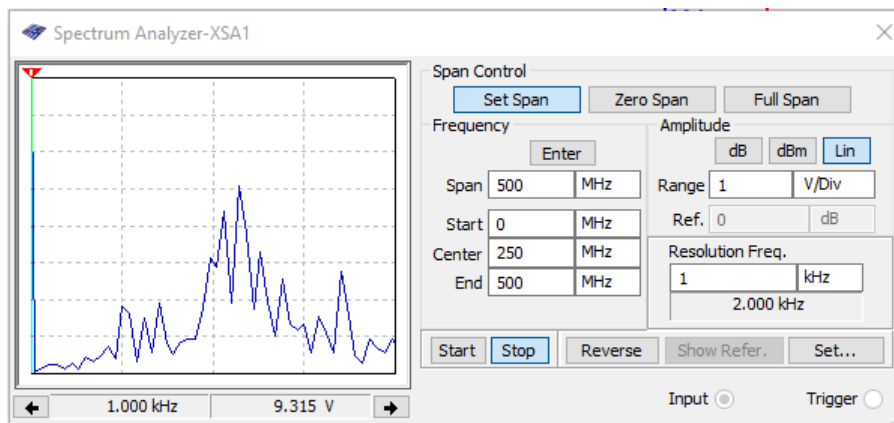 Spectrum Analyzer-XSA1
Span Control
Set Span Zero Span Full Span
Frequency
Enter
Span 500 MHz
Start 0 MHz
Center 250 MHz
End 500 MHz
Amplitude
dB dBm Lin
Range 1 V/Div
Ref. 0 dB
Resolution Freq.
1 kHz
2.000 kHz
Start Stop Reverse Show Refer. Set...
1.000 kHz 9.315 V
Input Trigger